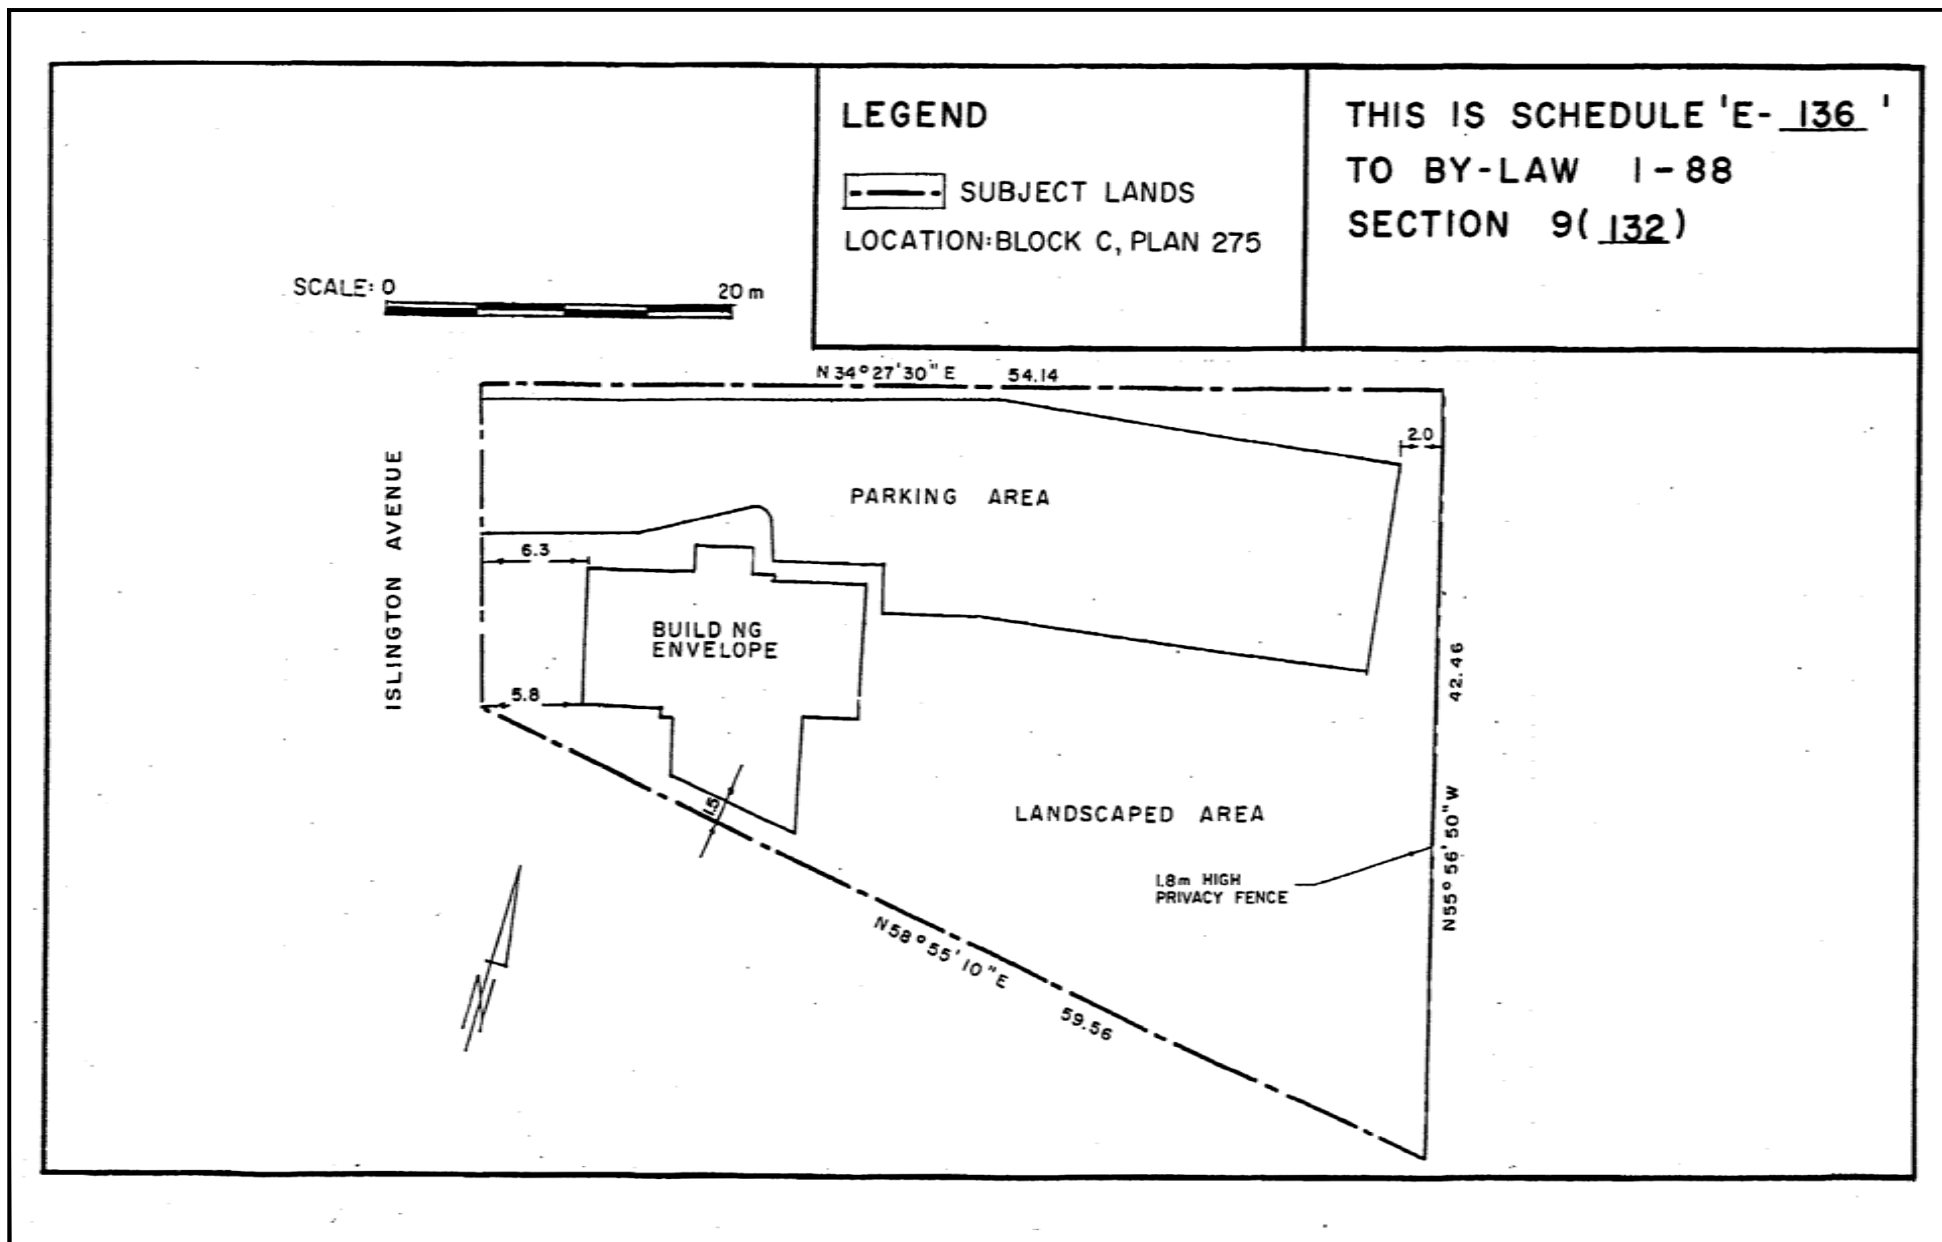 LEGEND
SUBJECT LANDS
LOCATION: BLOCK C, PLAN 275
THIS IS SCHEDULE 'E- 136 '
TO BY-LAW 1-88
SECTION 9( 132 )
SCALE: 0 20 m
N 34°27'30" E 54.14
2.0
ISLINGTON AVENUE
PARKING AREA
6.3
BUILD NG
ENVELOPE
5.8
42.46
1.5
LANDSCAPED AREA
N55°56'50"W
1.8m HIGH
PRIVACY FENCE
N58°55'10"E
59.56
N